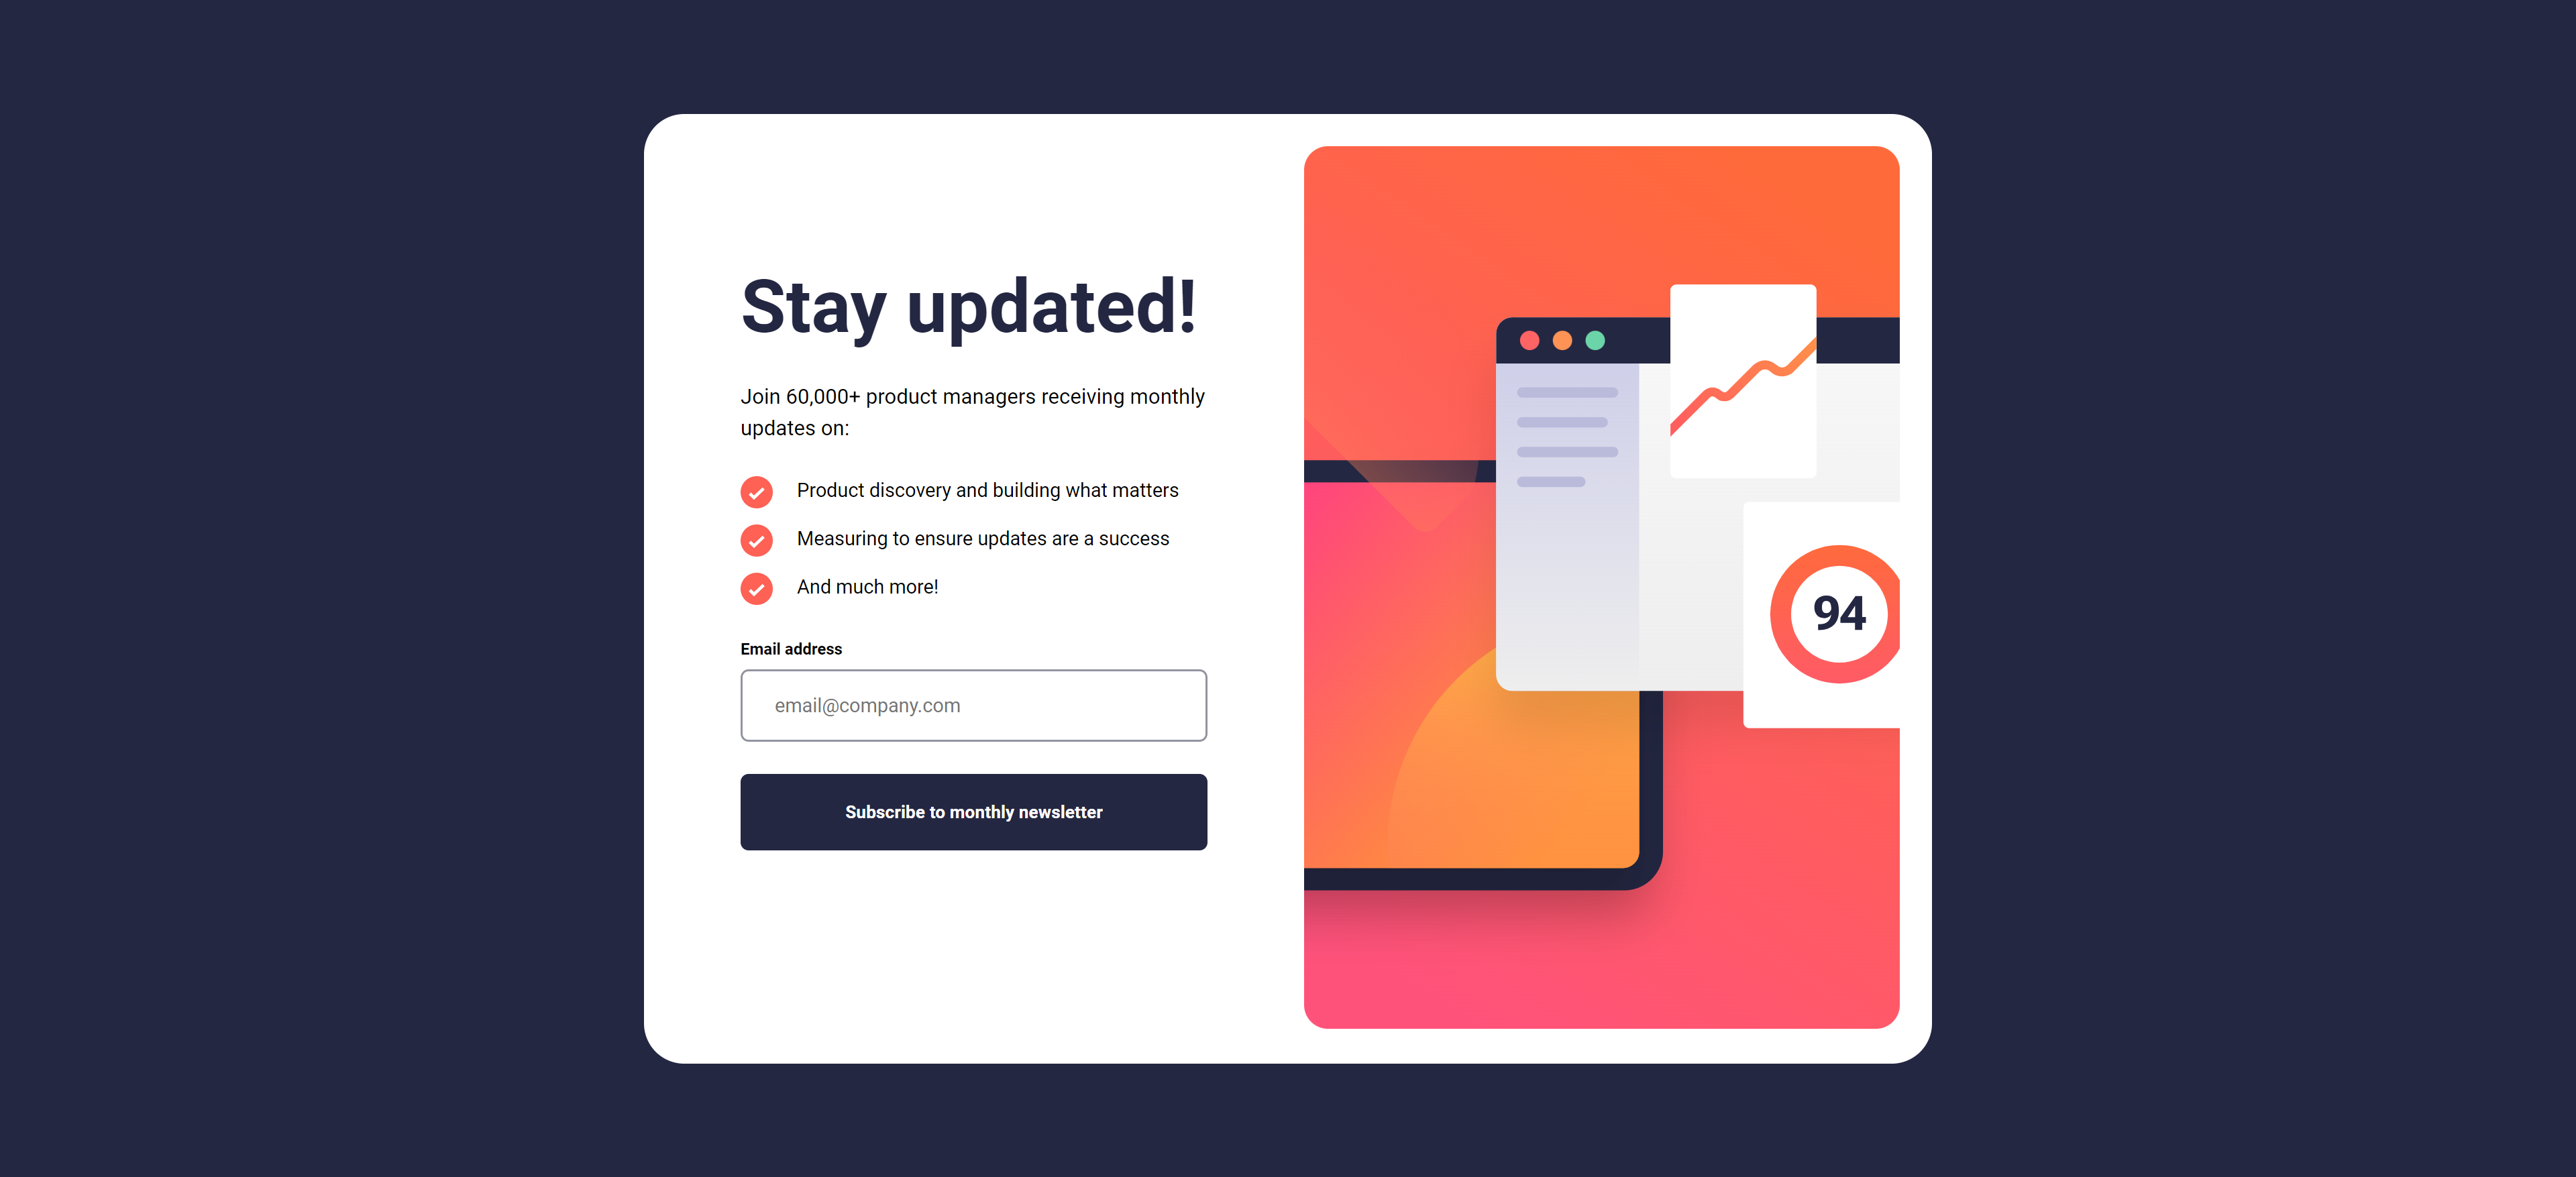 Stay updated!
Join 60,000+ product managers receiving monthly
updates on:
Product discovery and building what matters
Measuring to ensure updates are a success
And much more!
Email address
email@company.com
Subscribe to monthly newsletter
94